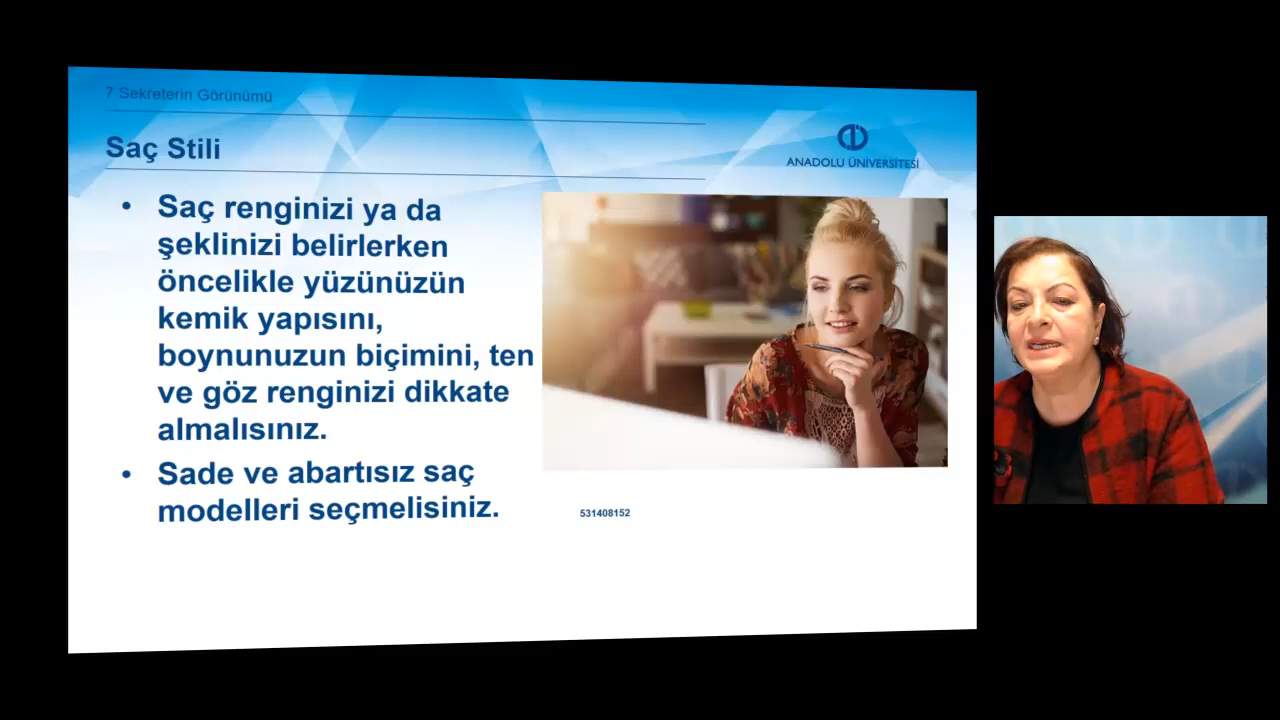 7 Sekreterin Görünümü
Saç Stili
ANADOLU ÜNİVERSİTESİ
• Saç renginizi ya da
şeklinizi belirlerken
öncelikle yüzünüzün
kemik yapısını,
boynunuzun biçimini, ten
ve göz renginizi dikkate
almalısınız.
• Sade ve abartısız saç
modelleri seçmelisiniz.
531408152